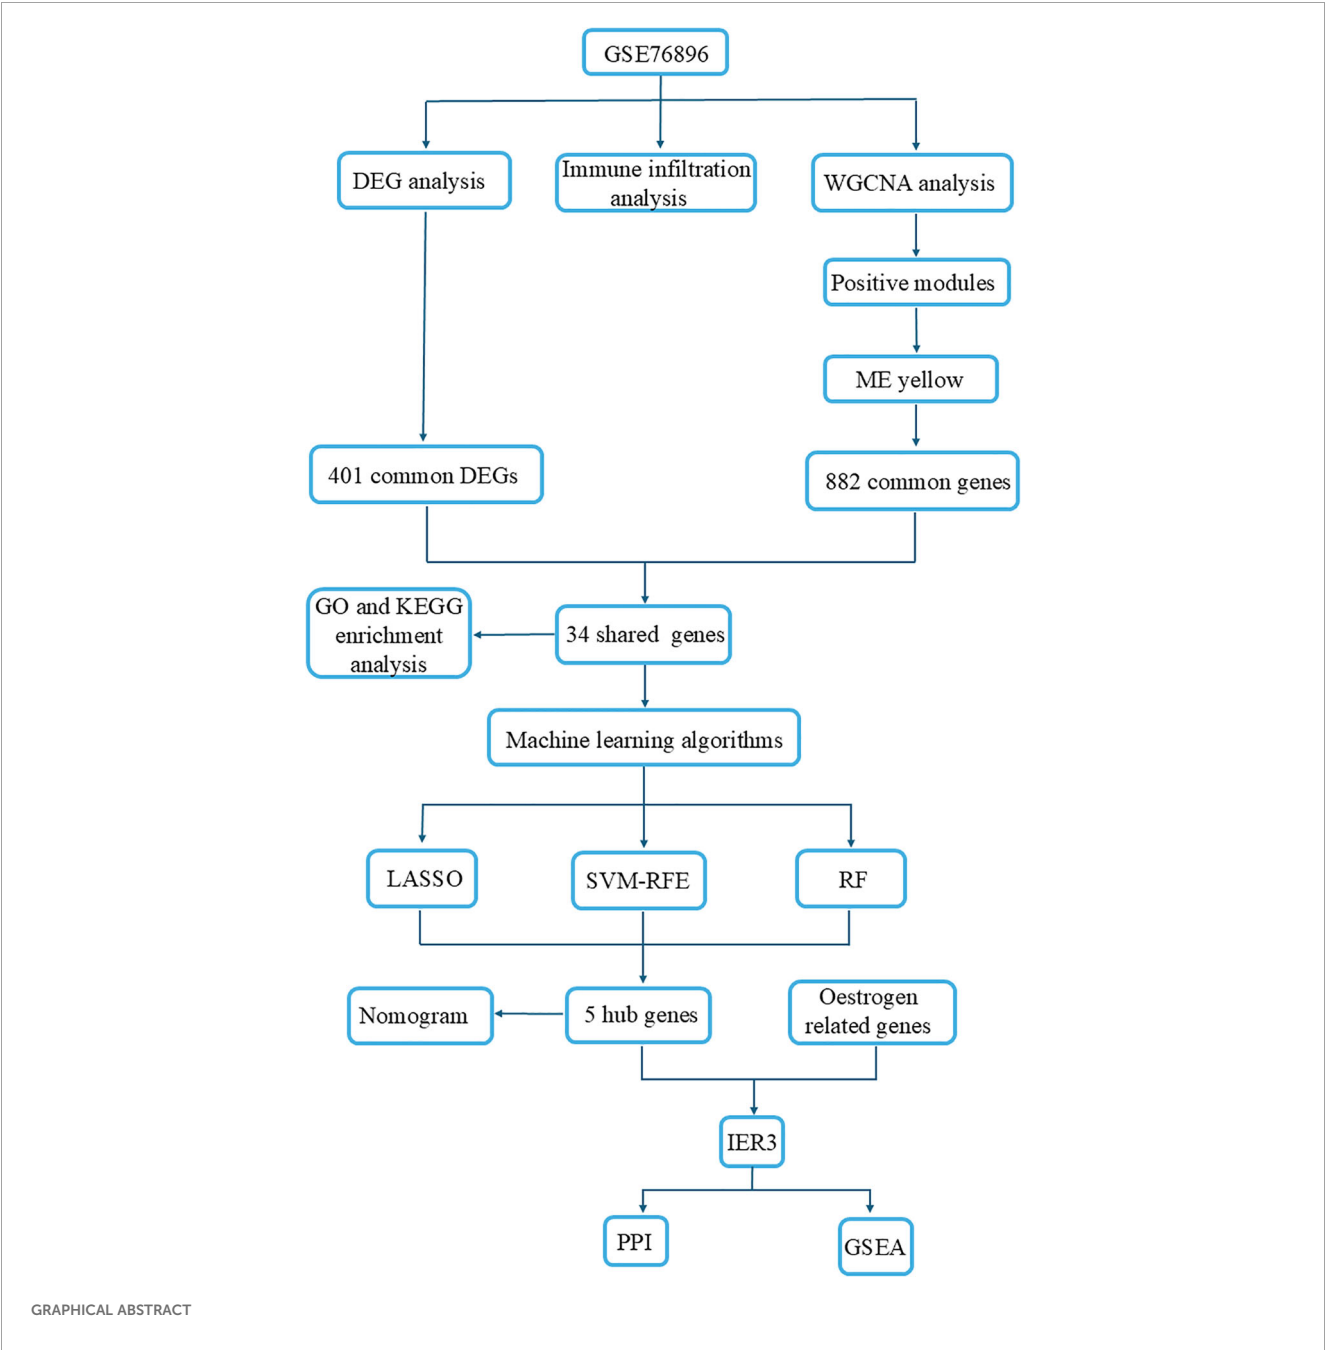 GSE76896
DEG analysis
Immune infiltration
analysis
WGCNA analysis
Positive modules
ME yellow
401 common DEGs
882 common genes
GO and KEGG
enrichment
analysis
34 shared genes
Machine learning algorithms
LASSO
SVM-RFE
RF
Nomogram
5 hub genes
Oestrogen
related genes
IER3
PPI
GSEA
GRAPHICAL ABSTRACT